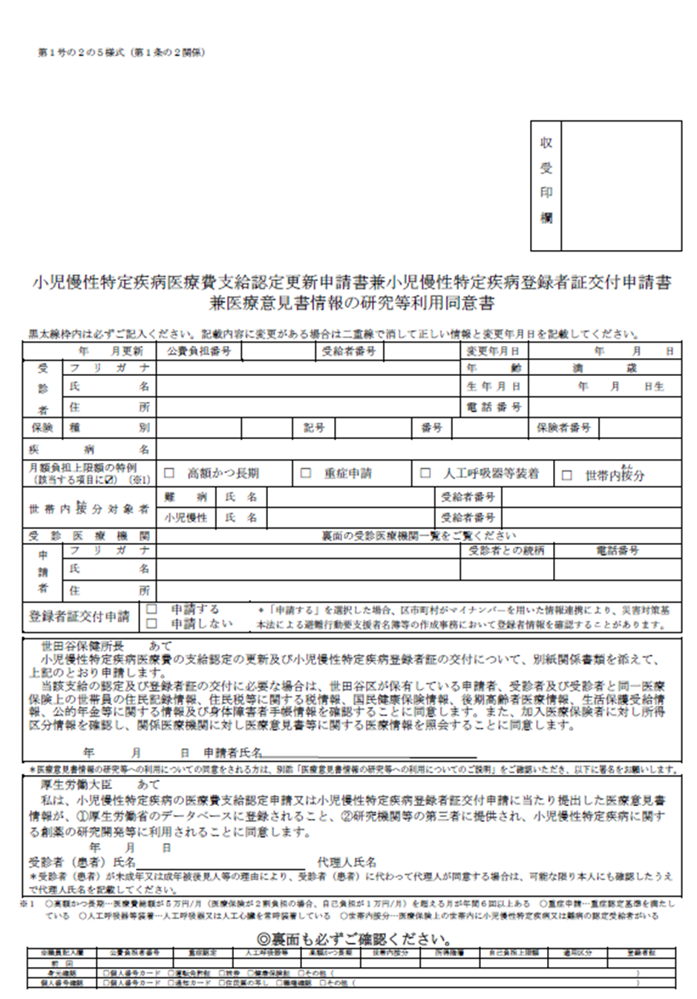 第1号の2の5様式（第1条の2関係）
収受印欄
小児慢性特定疾病医療費支給認定更新申請書兼小児慢性特定疾病登録者証交付申請書
兼医療意見書情報の研究等利用同意書
黒太線枠内は必ずご記入ください。記載内容に変更がある場合は二重線で消して正しい情報と変更年月日を記載してください。
年　月更新　公費負担番号　受給者番号　変更年月日　年　月　日
受診者　フリガナ　年齢　満　歳
氏名　生年月日　年　月　日生
住所　電話番号
保険　種別　記号　番号　保険者番号
疾病名
月額負担上限額の特例
（該当する項目に☑）（※1）　□　高額かつ長期　□　重症申請　□　人工呼吸器等装着　□　世帯内按分
あん
世帯内按分対象者　難病　氏名　受給者番号
小児慢性　氏名　受給者番号
受診医療機関　裏面の受診医療機関一覧をご覧ください
申請者　フリガナ　受診者との続柄　電話番号
氏名
住所
登録者証交付申請　□　申請する　＊「申請する」を選択した場合、区市町村がマイナンバーを用いた情報連携により、災害対策基
□　申請しない　本法による避難行動要支援者名簿等の作成事務において登録者情報を確認することがあります。
世田谷保健所長　あて
小児慢性特定疾病医療費の支給認定の更新及び小児慢性特定疾病登録者証の交付について、別紙関係書類を添えて、
上記のとおり申請します。
当該支給の認定及び登録者証の交付に必要な場合は、世田谷区が保有している申請者、受診者及び受診者と同一医療
保険上の世帯員の住民記録情報、住民税等に関する税情報、国民健康保険情報、後期高齢者医療情報、生活保護受給情
報、公的年金等に関する情報及び身体障害者手帳情報を確認することに同意します。また、加入医療保険者に対し所得
区分情報を確認し、関係医療機関に対し医療意見書等に関する医療情報を照会することに同意します。
年　月　日　申請者氏名
＊医療意見書情報の研究等への利用についての同意をされる方は、別添「医療意見書情報の研究等への利用についてのご説明」をご確認いただき、以下に署名をお願いします。
厚生労働大臣　あて
私は、小児慢性特定疾病の医療費支給認定申請又は小児慢性特定疾病登録者証交付申請に当たり提出した医療意見書
情報が、①厚生労働省のデータベースに登録されること、②研究機関等の第三者に提供され、小児慢性特定疾病に関す
る創薬の研究開発等に利用されることに同意します。
年　月　日
受診者（患者）氏名　代理人氏名
＊受診者（患者）が未成年又は成年被後見人等の理由により、受診者（患者）に代わって代理人が同意する場合は、可能な限り本人にも確認したうえ
で代理人氏名を記載してください。
※1　○高額かつ長期…医療費総額が5万円/月（医療保険が2割負担の場合、自己負担が1万円/月）を超える月が年間6回以上ある　○重症申請…重症認定基準を満たし
ている　○人工呼吸器等装着…人工呼吸器又は人工心臓を常時装着している　○世帯内按分…医療保険上の世帯内に小児慢性特定疾病又は難病の認定受給者がいる
◎裏面も必ずご確認ください。
※職員記入欄　公費負担者番号　重症認定　人工呼吸器等　高額かつ長期　世帯内按分　所得階層　自己負担上限額　適用区分　登録者証
前回
身元確認　□個人番号カード　□運転免許証　□旅券　□健康保険証　□その他（　）
個人番号確認　□個人番号カード　□通知カード　□住民票の写し　□職権確認　□その他（　）